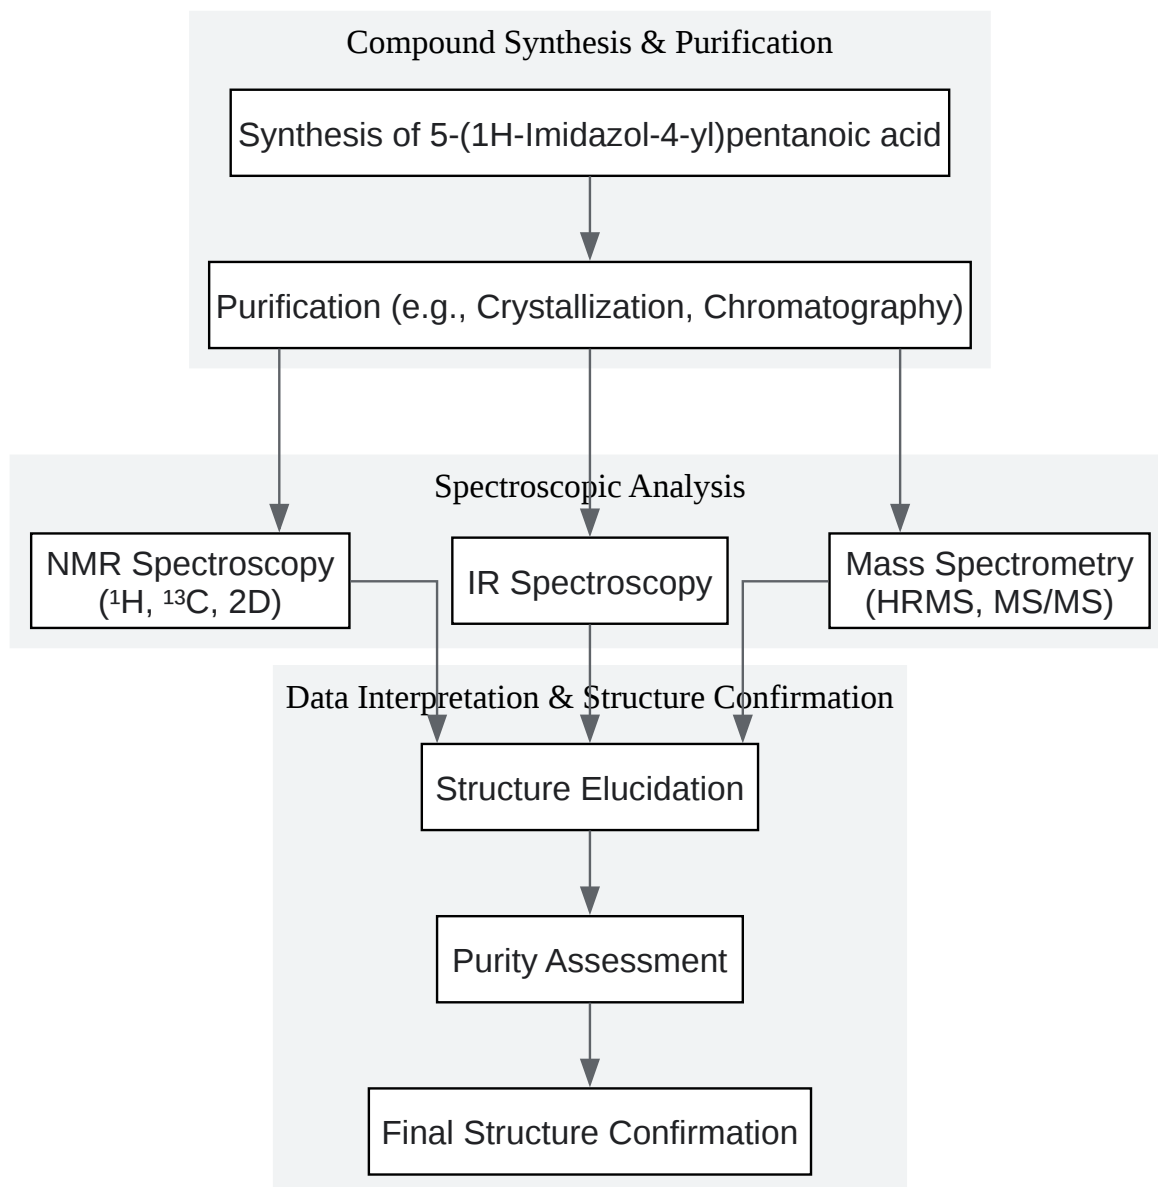 Compound Synthesis & Purification
Synthesis of 5-(1H-Imidazol-4-yl)pentanoic acid
Purification (e.g., Crystallization, Chromatography)
Spectroscopic Analysis
NMR Spectroscopy
(¹H, ¹³C, 2D)
IR Spectroscopy
Mass Spectrometry
(HRMS, MS/MS)
Data Interpretation & Structure Confirmation
Structure Elucidation
Purity Assessment
Final Structure Confirmation